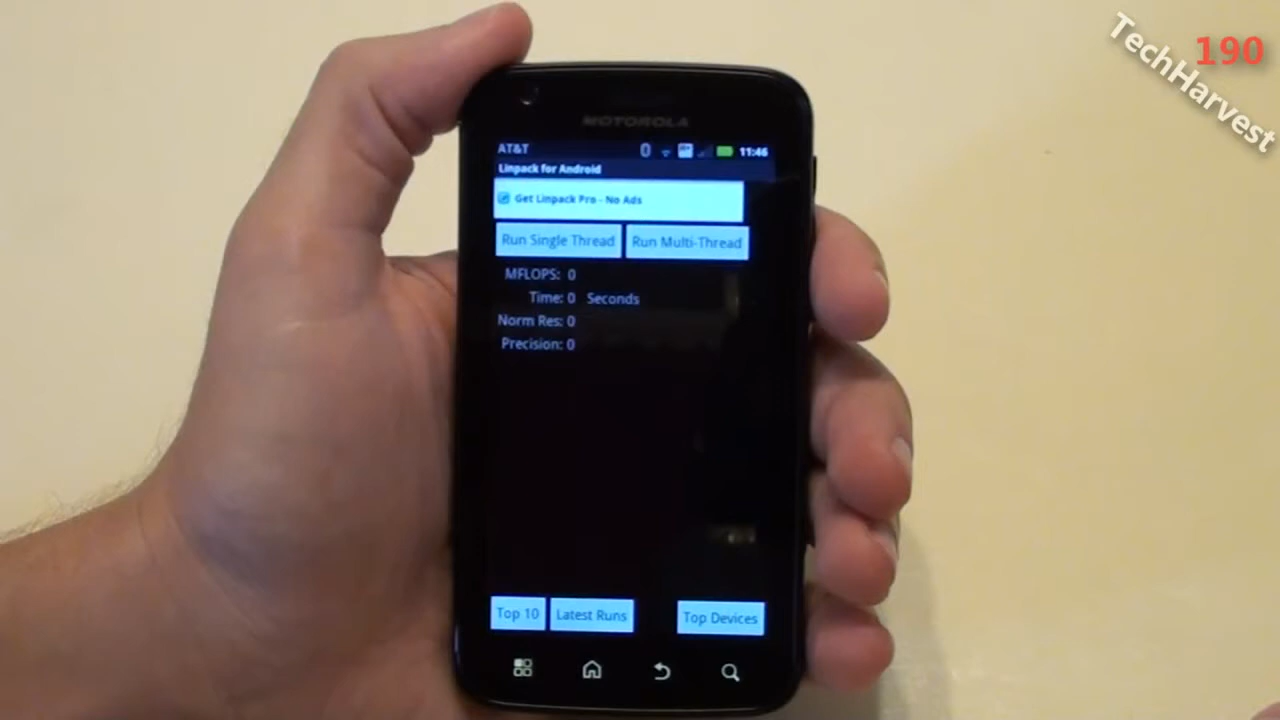 TechHarvest
190
MOTOROLA
AT&T
11:46
Linpack for Android
Get Linpack Pro - No Ads
Run Single Thread
Run Multi-Thread
MFLOPS: 0
Time: 0 Seconds
Norm Res: 0
Precision: 0
Top 10
Latest Runs
Top Devices